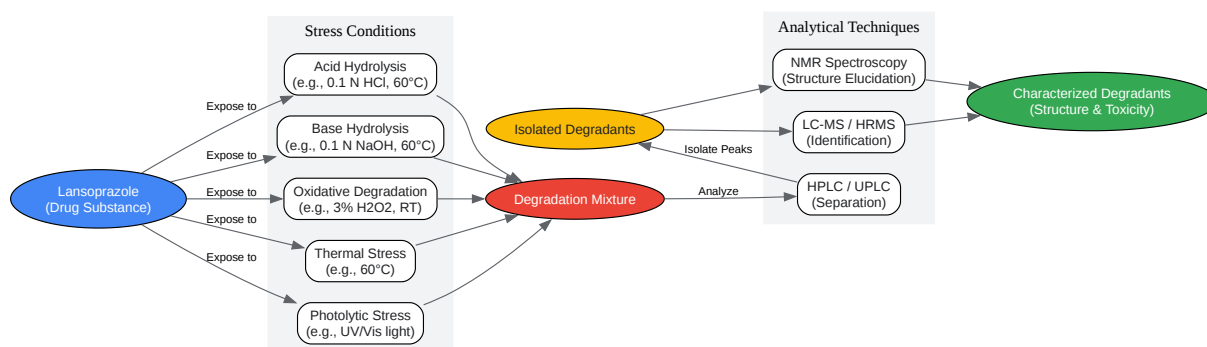 Stress Conditions
Acid Hydrolysis
(e.g., 0.1 N HCl, 60°C)
Base Hydrolysis
(e.g., 0.1 N NaOH, 60°C)
Oxidative Degradation
(e.g., 3% H2O2, RT)
Thermal Stress
(e.g., 60°C)
Photolytic Stress
(e.g., UV/Vis light)
Lansoprazole
(Drug Substance)
Expose to
Expose to
Expose to
Expose to
Expose to
Isolated Degradants
Degradation Mixture
Isolate Peaks
Analyze
Analytical Techniques
NMR Spectroscopy
(Structure Elucidation)
LC-MS / HRMS
(Identification)
HPLC / UPLC
(Separation)
Characterized Degradants
(Structure & Toxicity)